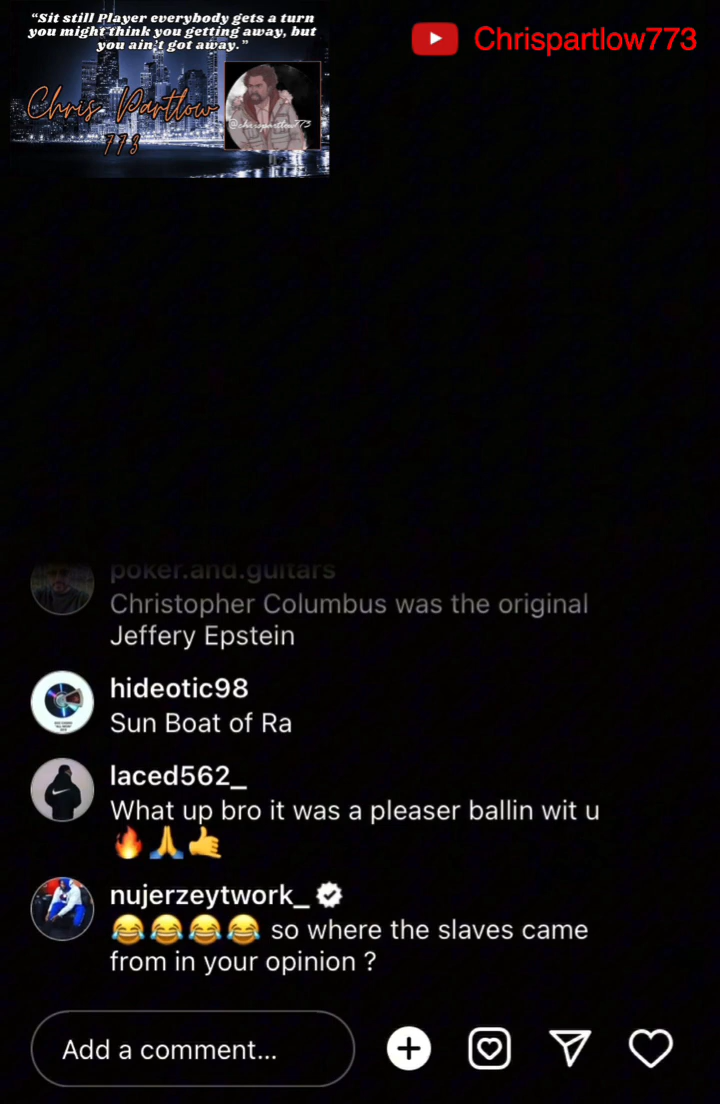 “Sit still Player everybody gets a turn
you might think you getting away, but
you ain't got away.”
Chrispartlow773
Chris Partlow
@chrispartlow773
773
poker.and.guitars
Christopher Columbus was the original
Jeffery Epstein
hideotic98
Sun Boat of Ra
laced562_
What up bro it was a pleaser ballin wit u
🔥🙏🤙
nujerzeytwork_
😂😂😂😂 so where the slaves came
from in your opinion ?
Add a comment...